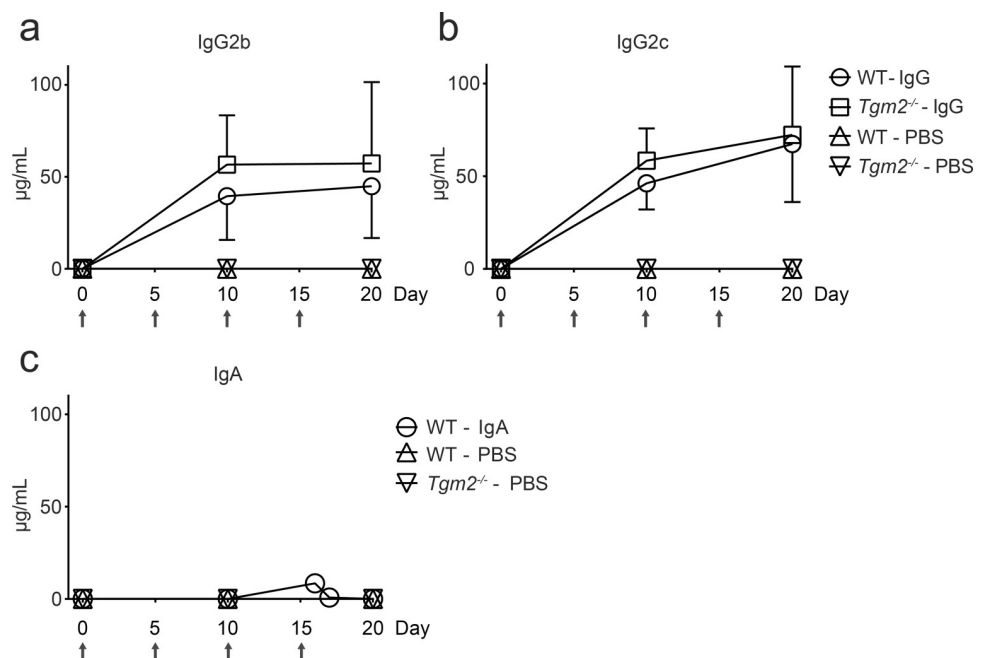 a
IgG2b
100
50
0
µg/mL
0 5 10 15 20 Day
b
IgG2c
100
50
0
µg/mL
0 5 10 15 20 Day
WT- IgG
Tgm2-/- - IgG
WT - PBS
Tgm2-/- - PBS
c
IgA
100
50
0
µg/mL
0 5 10 15 20 Day
WT - IgA
WT - PBS
Tgm2-/- - PBS